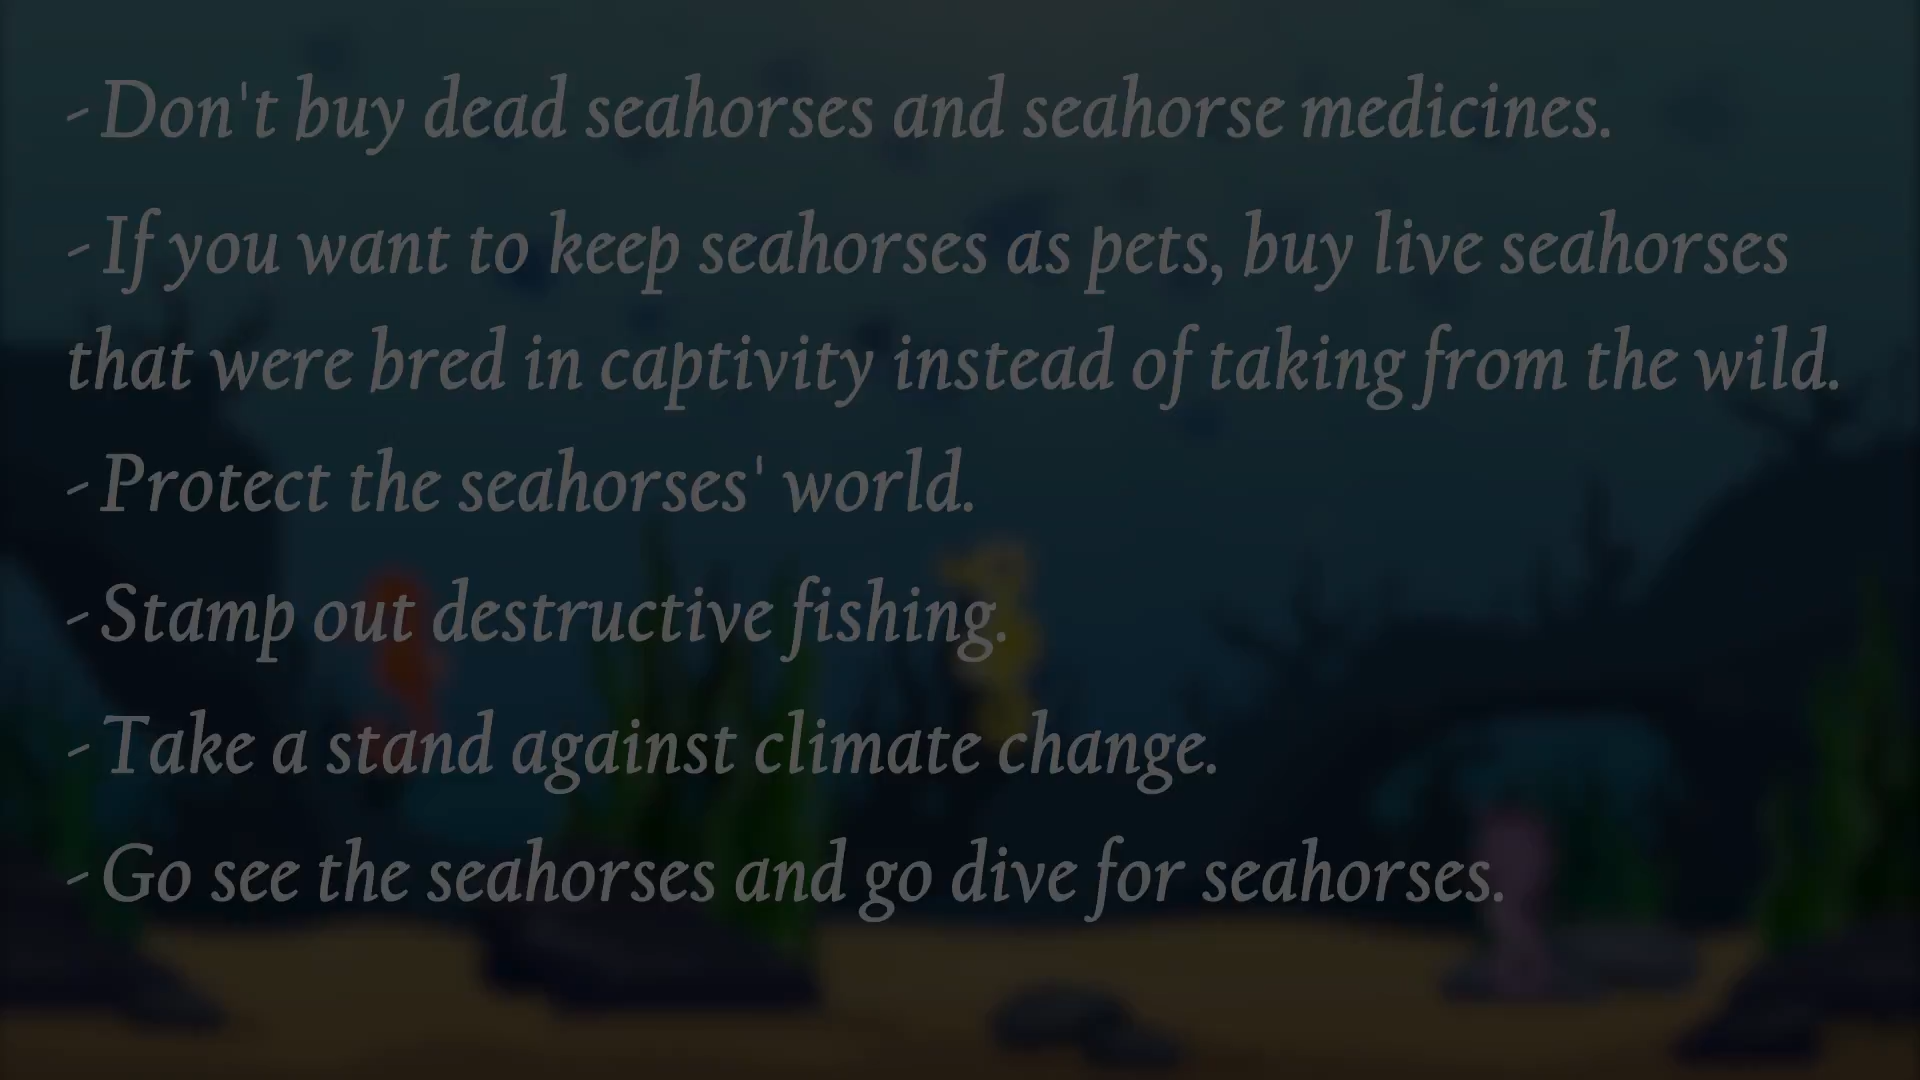 - Don't buy dead seahorses and seahorse medicines.
- If you want to keep seahorses as pets, buy live seahorses
that were bred in captivity instead of taking from the wild.
- Protect the seahorses' world.
- Stamp out destructive fishing.
- Take a stand against climate change.
- Go see the seahorses and go dive for seahorses.